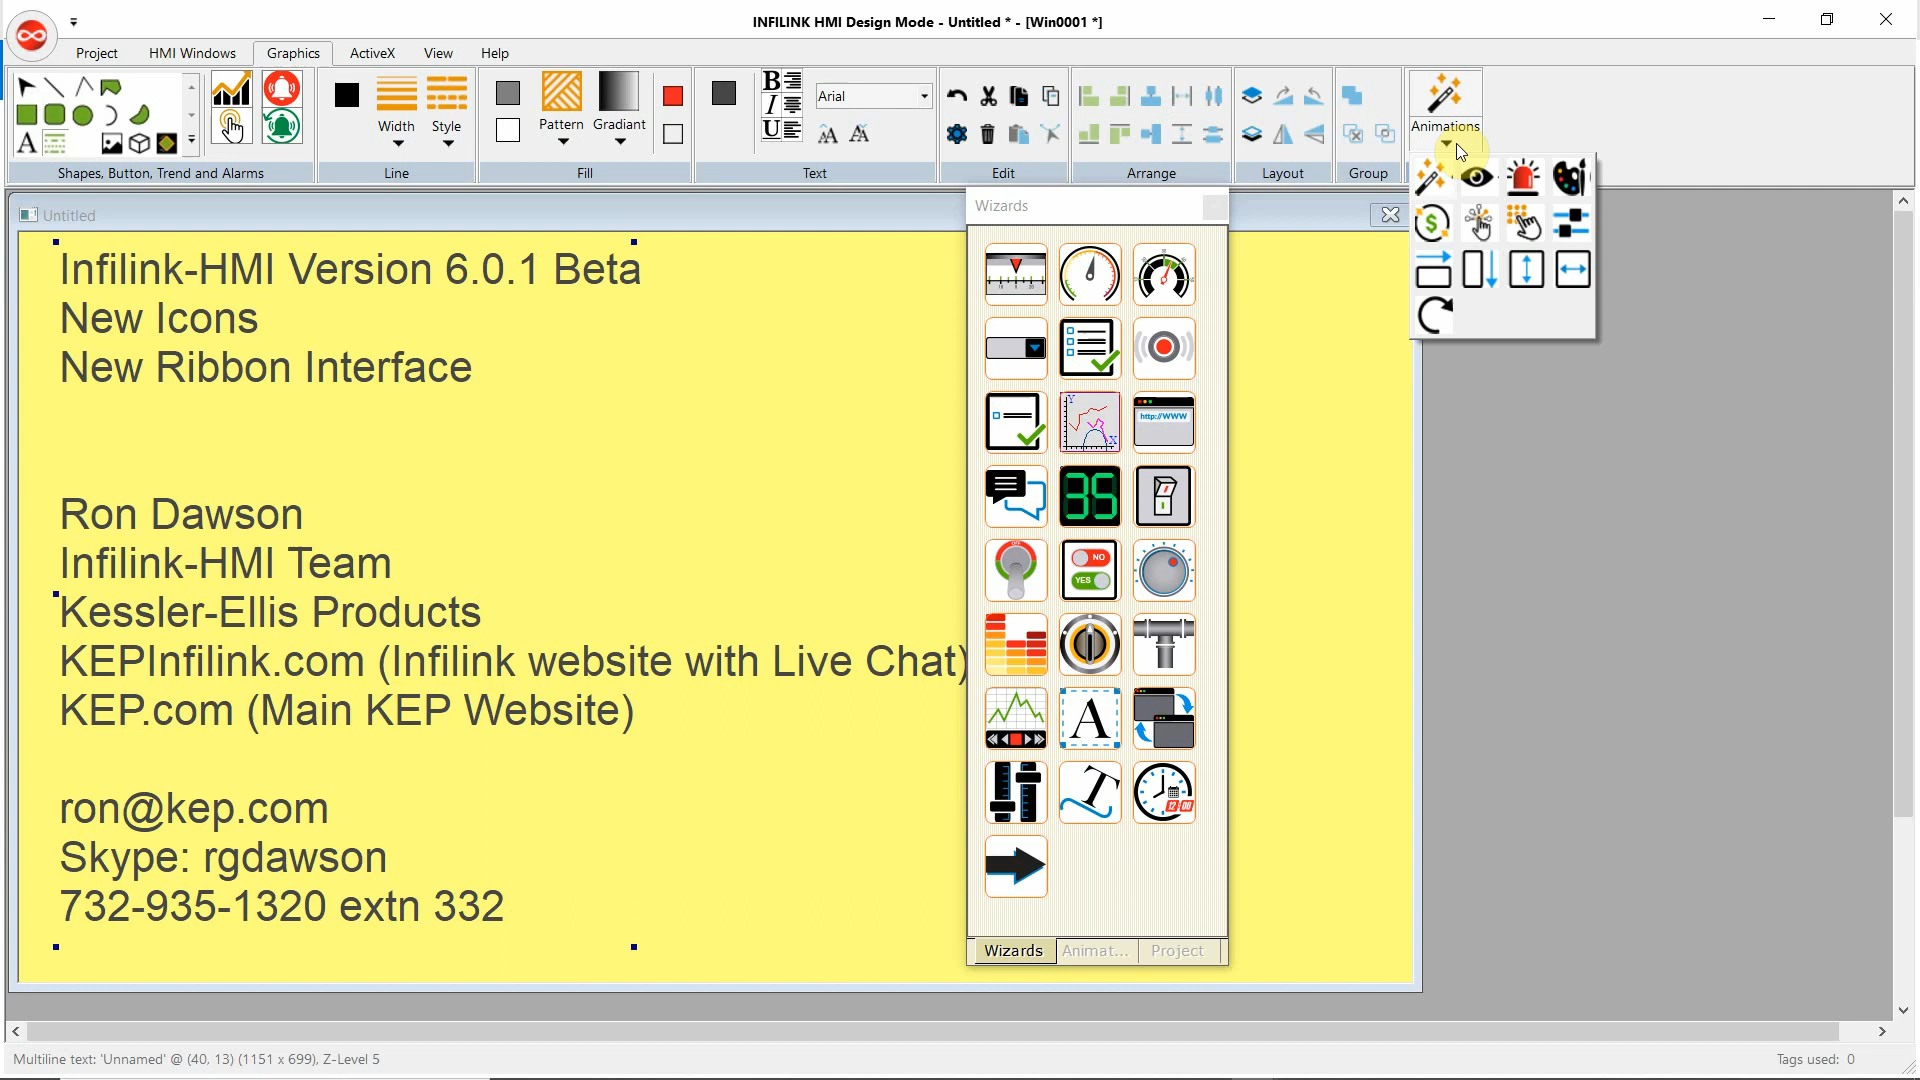 INFILINK HMI Design Mode - Untitled * - [Win0001 *]
Project HMI Windows Graphics ActiveX View Help
Arial
Width Style Pattern Gradiant Animations
Shapes, Button, Trend and Alarms Line Fill Text Edit Arrange Layout Group
Untitled
Wizards
Infilink-HMI Version 6.0.1 Beta
New Icons
New Ribbon Interface
Ron Dawson
Infilink-HMI Team
Kessler-Ellis Products
KEPInfilink.com (Infilink website with Live Chat)
KEP.com (Main KEP Website)
ron@kep.com
Skype: rgdawson
732-935-1320 extn 332
http://WWW
35
NO
YES
12:00
Wizards Animat... Project
Multiline text: 'Unnamed' @ (40, 13) (1151 x 699), Z-Level 5
Tags used: 0